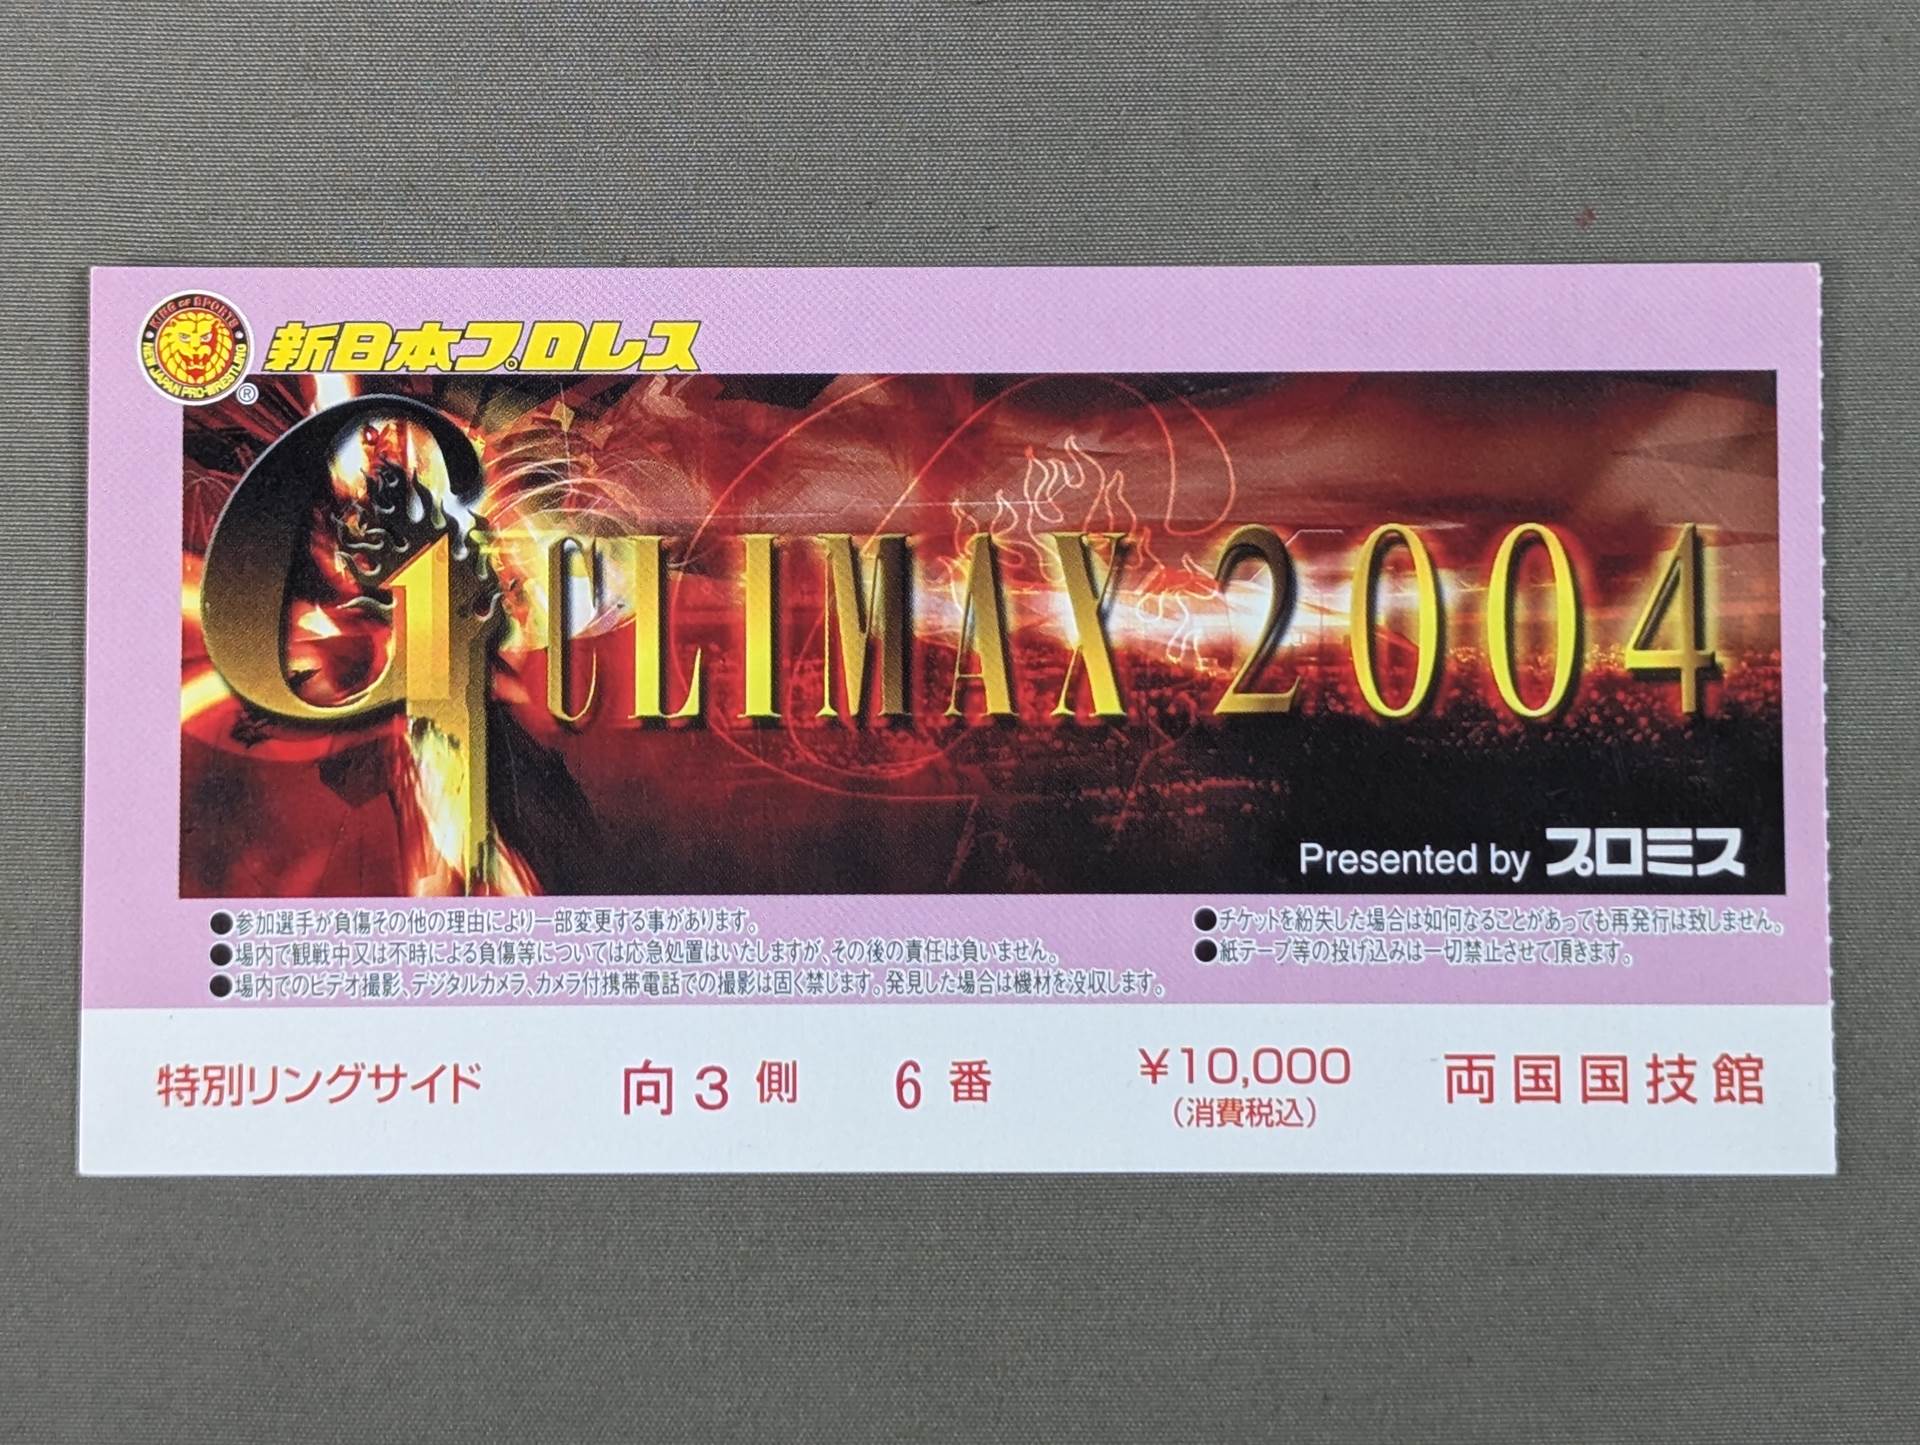 KING OF SPORTS
NEW JAPAN PRO-WRESTLING
®
新日本プロレス
G1 CLIMAX 2004
Presented by プロミス
●参加選手が負傷その他の理由により一部変更する事があります。
●場内で観戦中又は不時による負傷等については応急処置はいたしますが、その後の責任は負いません。
●場内でのビデオ撮影、デジタルカメラ、カメラ付携帯電話での撮影は固く禁じます。発見した場合は機材を没収します。
●チケットを紛失した場合は如何なることがあっても再発行は致しません。
●紙テープ等の投げ込みは一切禁止させて頂きます。
特別リングサイド 向3側 6番 ¥10,000 両国国技館
(消費税込)